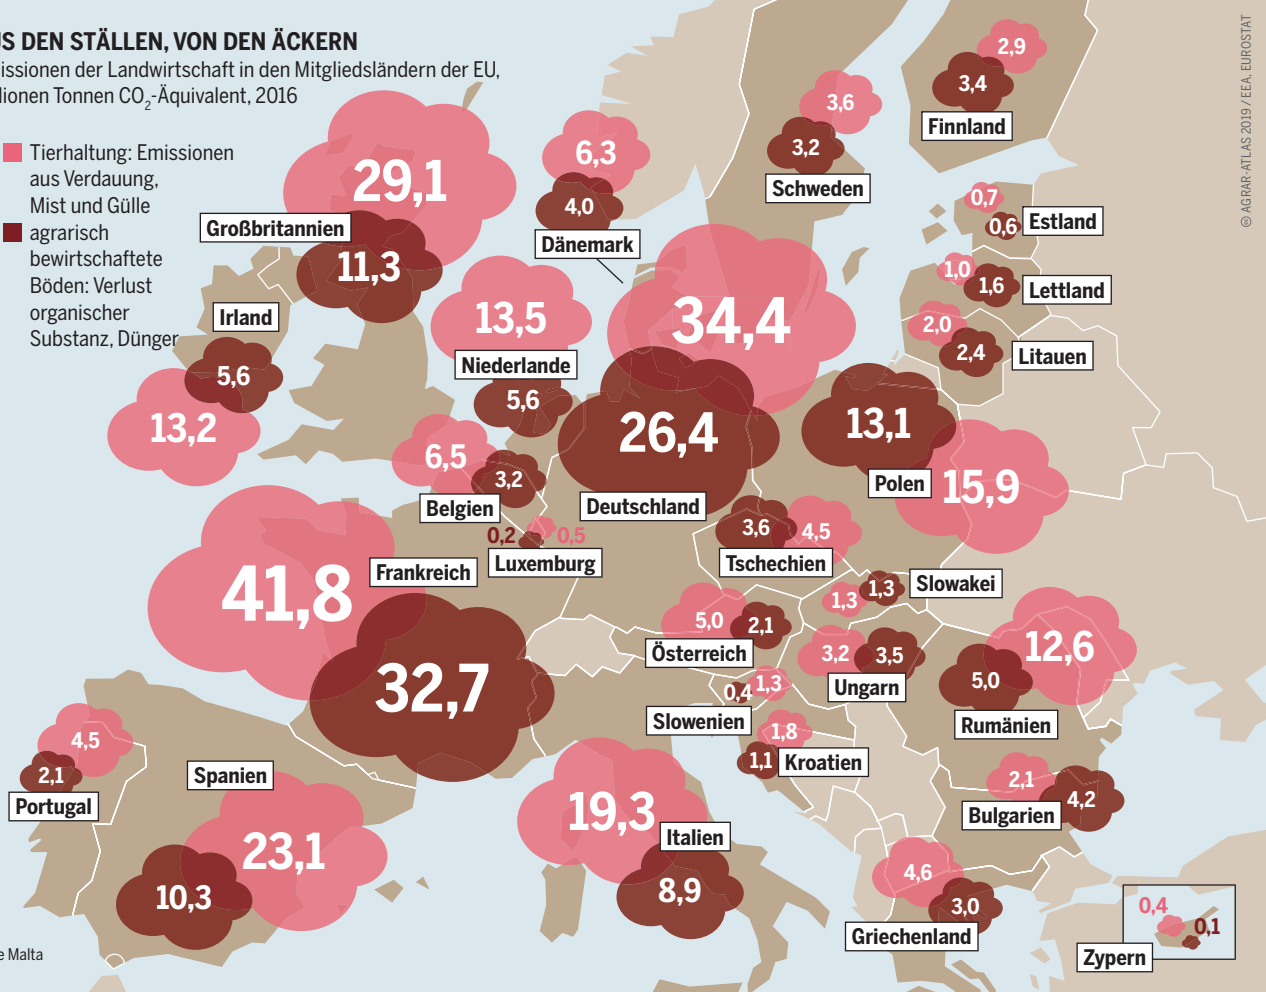 US DEN STÄLLEN, VON DEN ÄCKERN
issionen der Landwirtschaft in den Mitgliedsländern der EU,
lionen Tonnen CO₂-Äquivalent, 2016
Tierhaltung: Emissionen
aus Verdauung,
Mist und Gülle
agrarisch
bewirtschaftete
Böden: Verlust
organischer
Substanz, Dünger
© AGRAR-ATLAS 2019 / EEA, EUROSTAT
2,9
3,4
Finnland
3,6
3,2
Schweden
6,3
4,0
Dänemark
29,1
Großbritannien
11,3
0,7
0,6
Estland
1,0
1,6
Lettland
2,0
2,4
Litauen
Irland
5,6
13,2
13,5
Niederlande
5,6
34,4
26,4
Deutschland
13,1
Polen
15,9
6,5
3,2
Belgien
0,2
0,5
Luxemburg
3,6
4,5
Tschechien
41,8
Frankreich
32,7
1,3
1,3
Slowakei
5,0
2,1
Österreich
3,2
3,5
Ungarn
12,6
5,0
Rumänien
0,4
1,3
Slowenien
1,8
1,1
Kroatien
4,5
2,1
Portugal
Spanien
23,1
10,3
19,3
Italien
8,9
2,1
4,2
Bulgarien
4,6
3,0
Griechenland
0,4
0,1
Zypern
e Malta